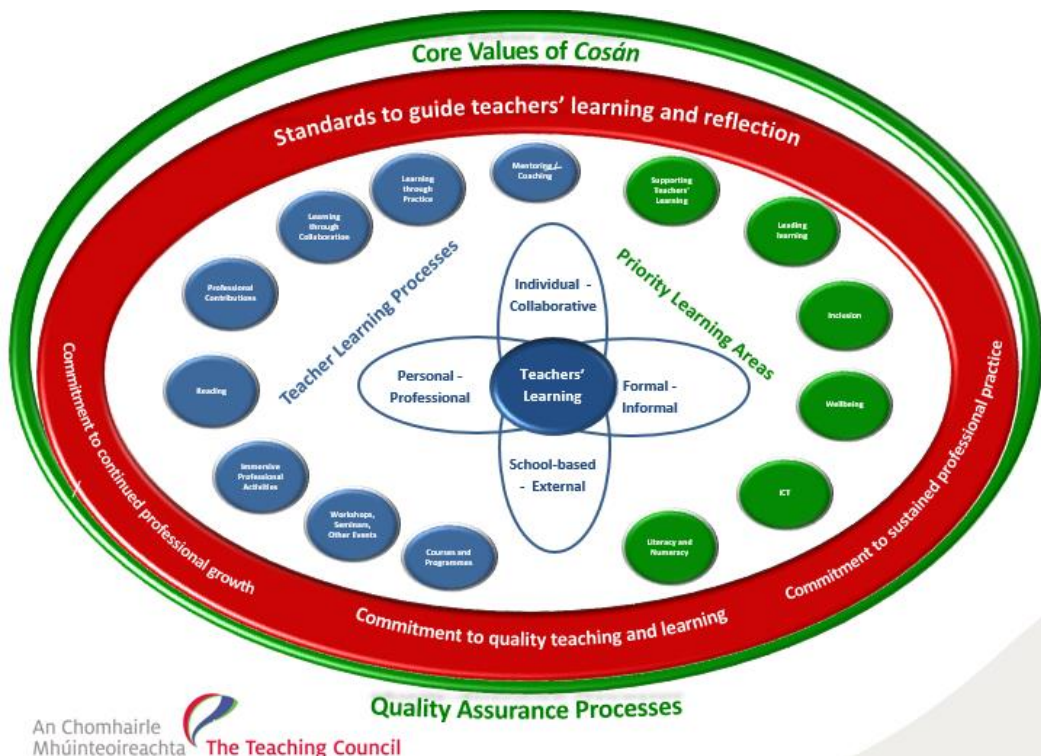 Core Values of Cosán
Standards to guide teachers' learning and reflection
Mentoring /
Coaching
Learning
through
Practice
Learning
through
Collaboration
Professional
Contributions
Reading
Immersive
Professional
Activities
Workshops,
Seminars,
Other Events
Courses and
Programmes
Teacher Learning Processes
Individual -
Collaborative
Personal -
Professional
Teachers'
Learning
Formal -
Informal
School-based
- External
Priority Learning Areas
Supporting
Teachers'
Learning
Leading
learning
Inclusion
Wellbeing
ICT
Literacy and
Numeracy
Commitment to continued professional growth
Commitment to quality teaching and learning
Commitment to sustained professional practice
Quality Assurance Processes
An Chomhairle
Mhúinteoireachta The Teaching Council